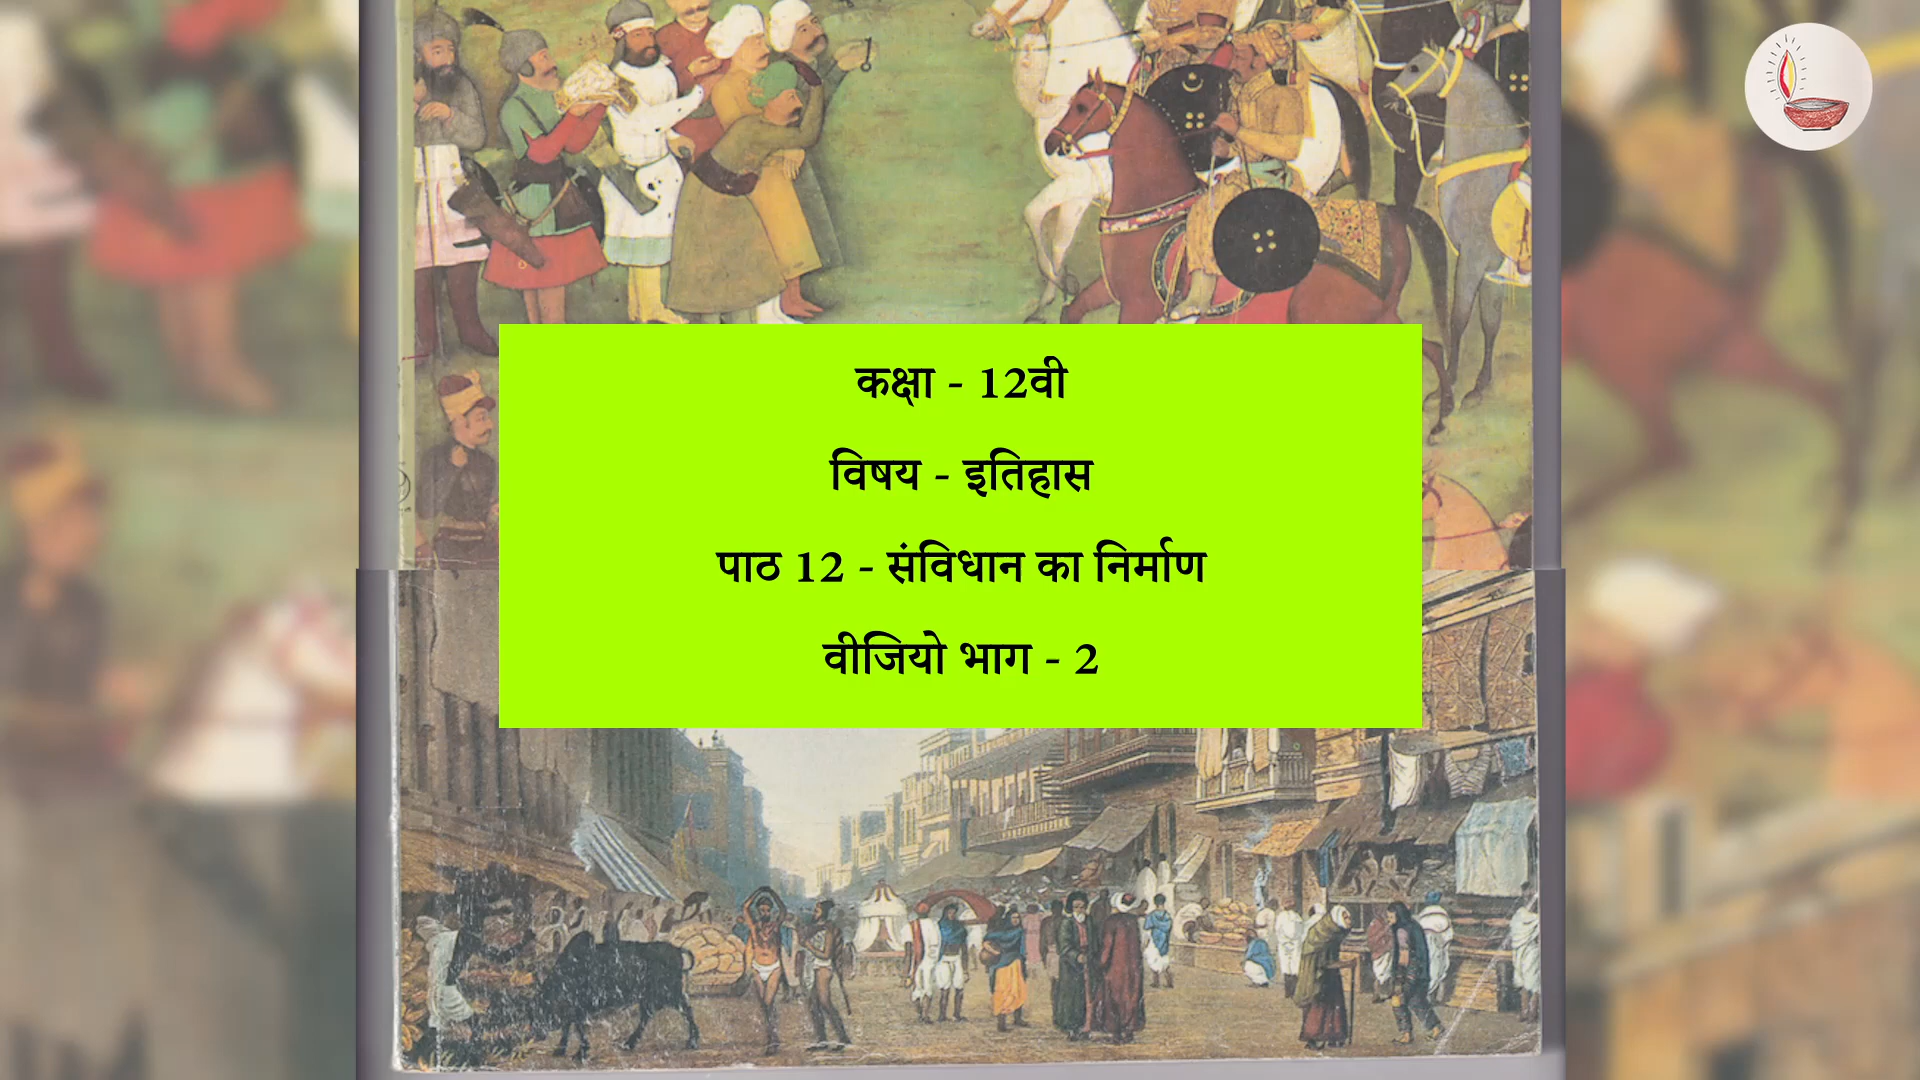 कक्षा - 12वी
विषय - इतिहास
पाठ 12 - संविधान का निर्माण
वीजियो भाग - 2